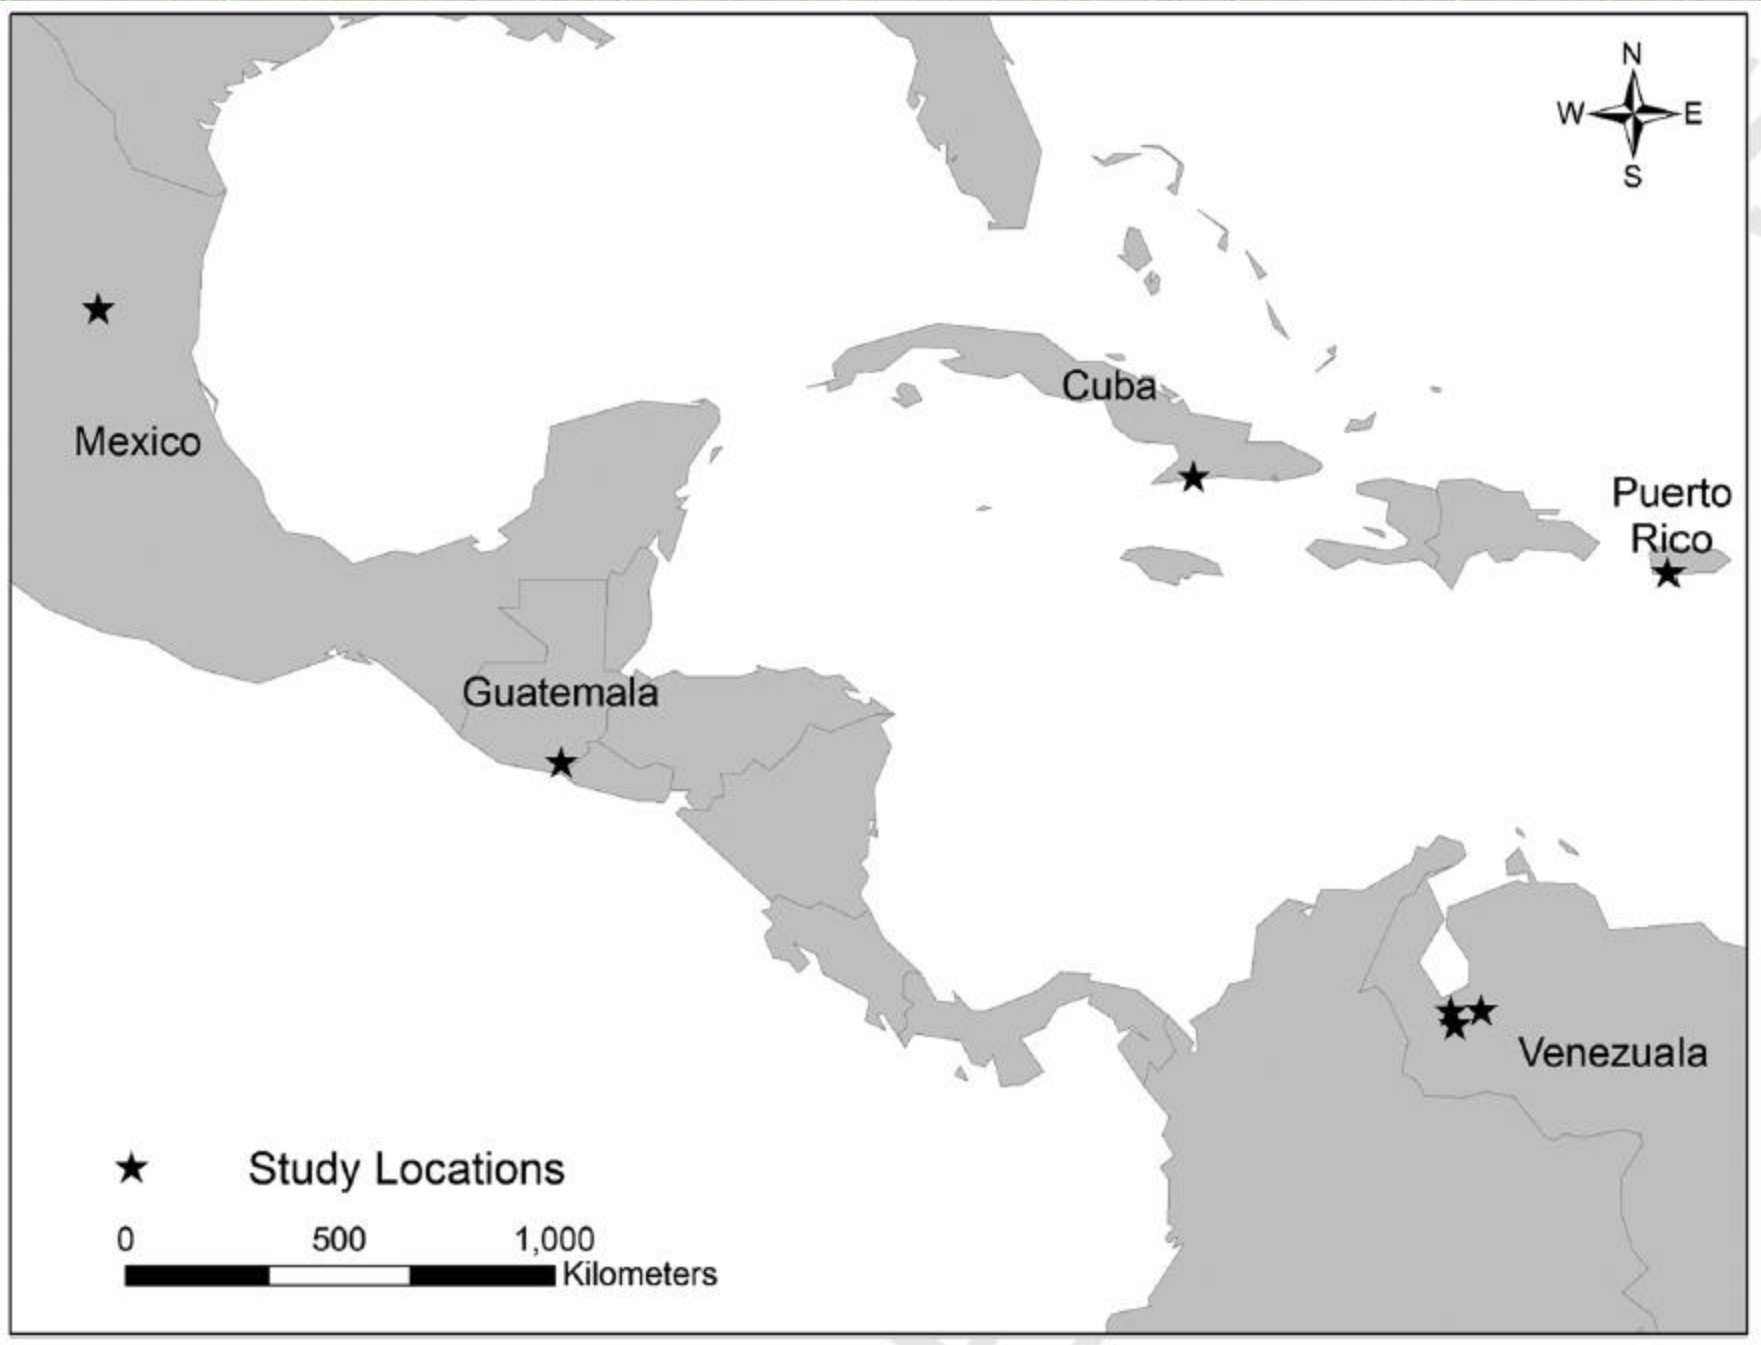 N
W E
S
Mexico
Cuba
Puerto
Rico
Guatemala
Venezuala
Study Locations
0 500 1,000
Kilometers